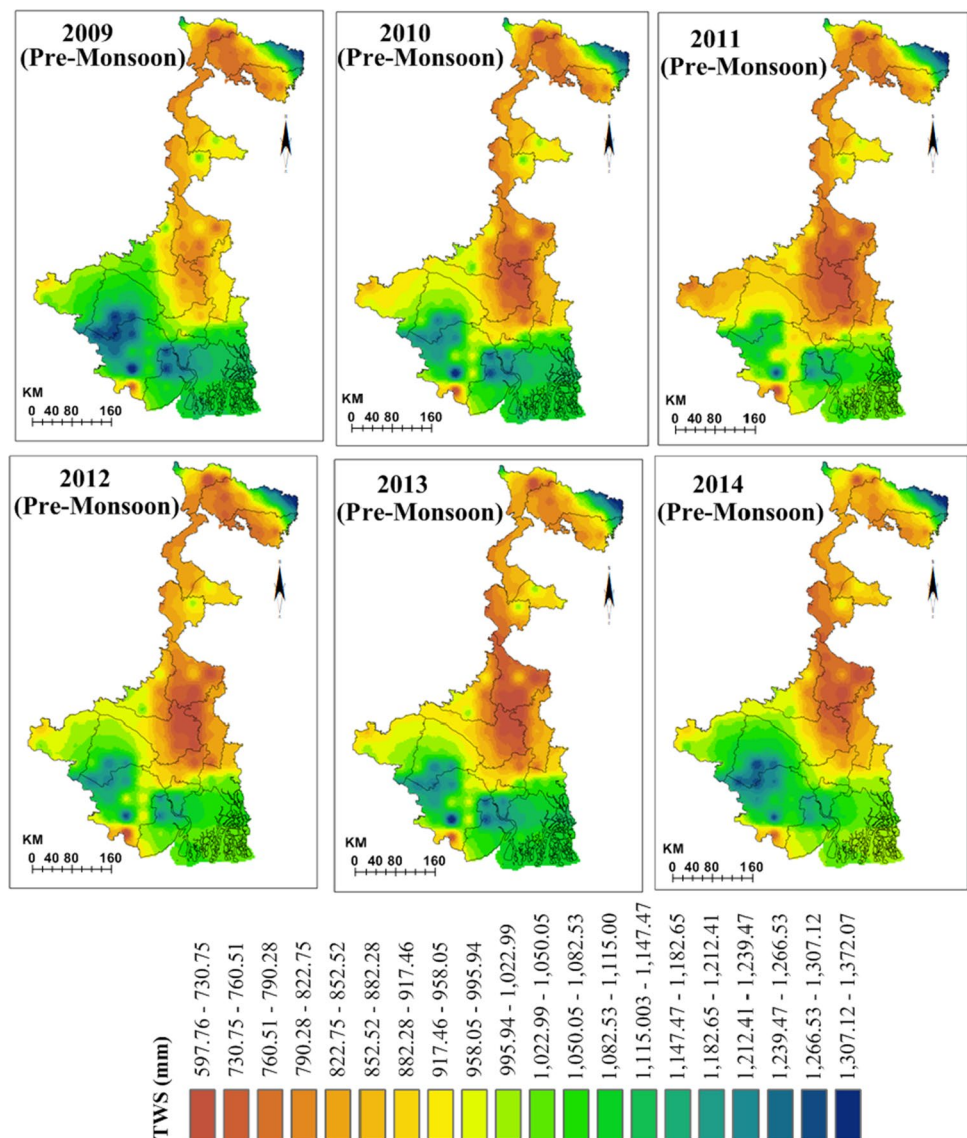 2009
(Pre-Monsoon)
KM
0 40 80 160
2010
(Pre-Monsoon)
KM
0 40 80 160
2011
(Pre-Monsoon)
KM
0 40 80 160
2012
(Pre-Monsoon)
KM
0 40 80 160
2013
(Pre-Monsoon)
KM
0 40 80 160
2014
(Pre-Monsoon)
KM
0 40 80 160
TWS (mm)
597.76 - 730.75
730.75 - 760.51
760.51 - 790.28
790.28 - 822.75
822.75 - 852.52
852.52 - 882.28
882.28 - 917.46
917.46 - 958.05
958.05 - 995.94
995.94 - 1,022.99
1,022.99 - 1,050.05
1,050.05 - 1,082.53
1,082.53 - 1,115.00
1,115.003 - 1,147.47
1,147.47 - 1,182.65
1,182.65 - 1,212.41
1,212.41 - 1,239.47
1,239.47 - 1,266.53
1,266.53 - 1,307.12
1,307.12 - 1,372.07